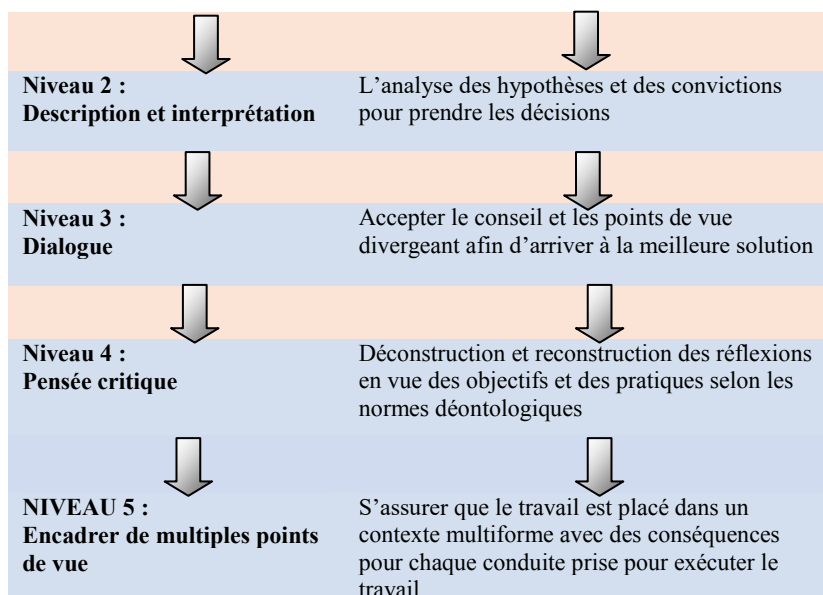 Niveau 2 :
Description et interprétation
L’analyse des hypothèses et des convictions
pour prendre les décisions
Niveau 3 :
Dialogue
Accepter le conseil et les points de vue
divergeant afin d’arriver à la meilleure solution
Niveau 4 :
Pensée critique
Déconstruction et reconstruction des réflexions
en vue des objectifs et des pratiques selon les
normes déontologiques
NIVEAU 5 :
Encadrer de multiples points
de vue
S’assurer que le travail est placé dans un
contexte multiforme avec des conséquences
pour chaque conduite prise pour exécuter le
travail